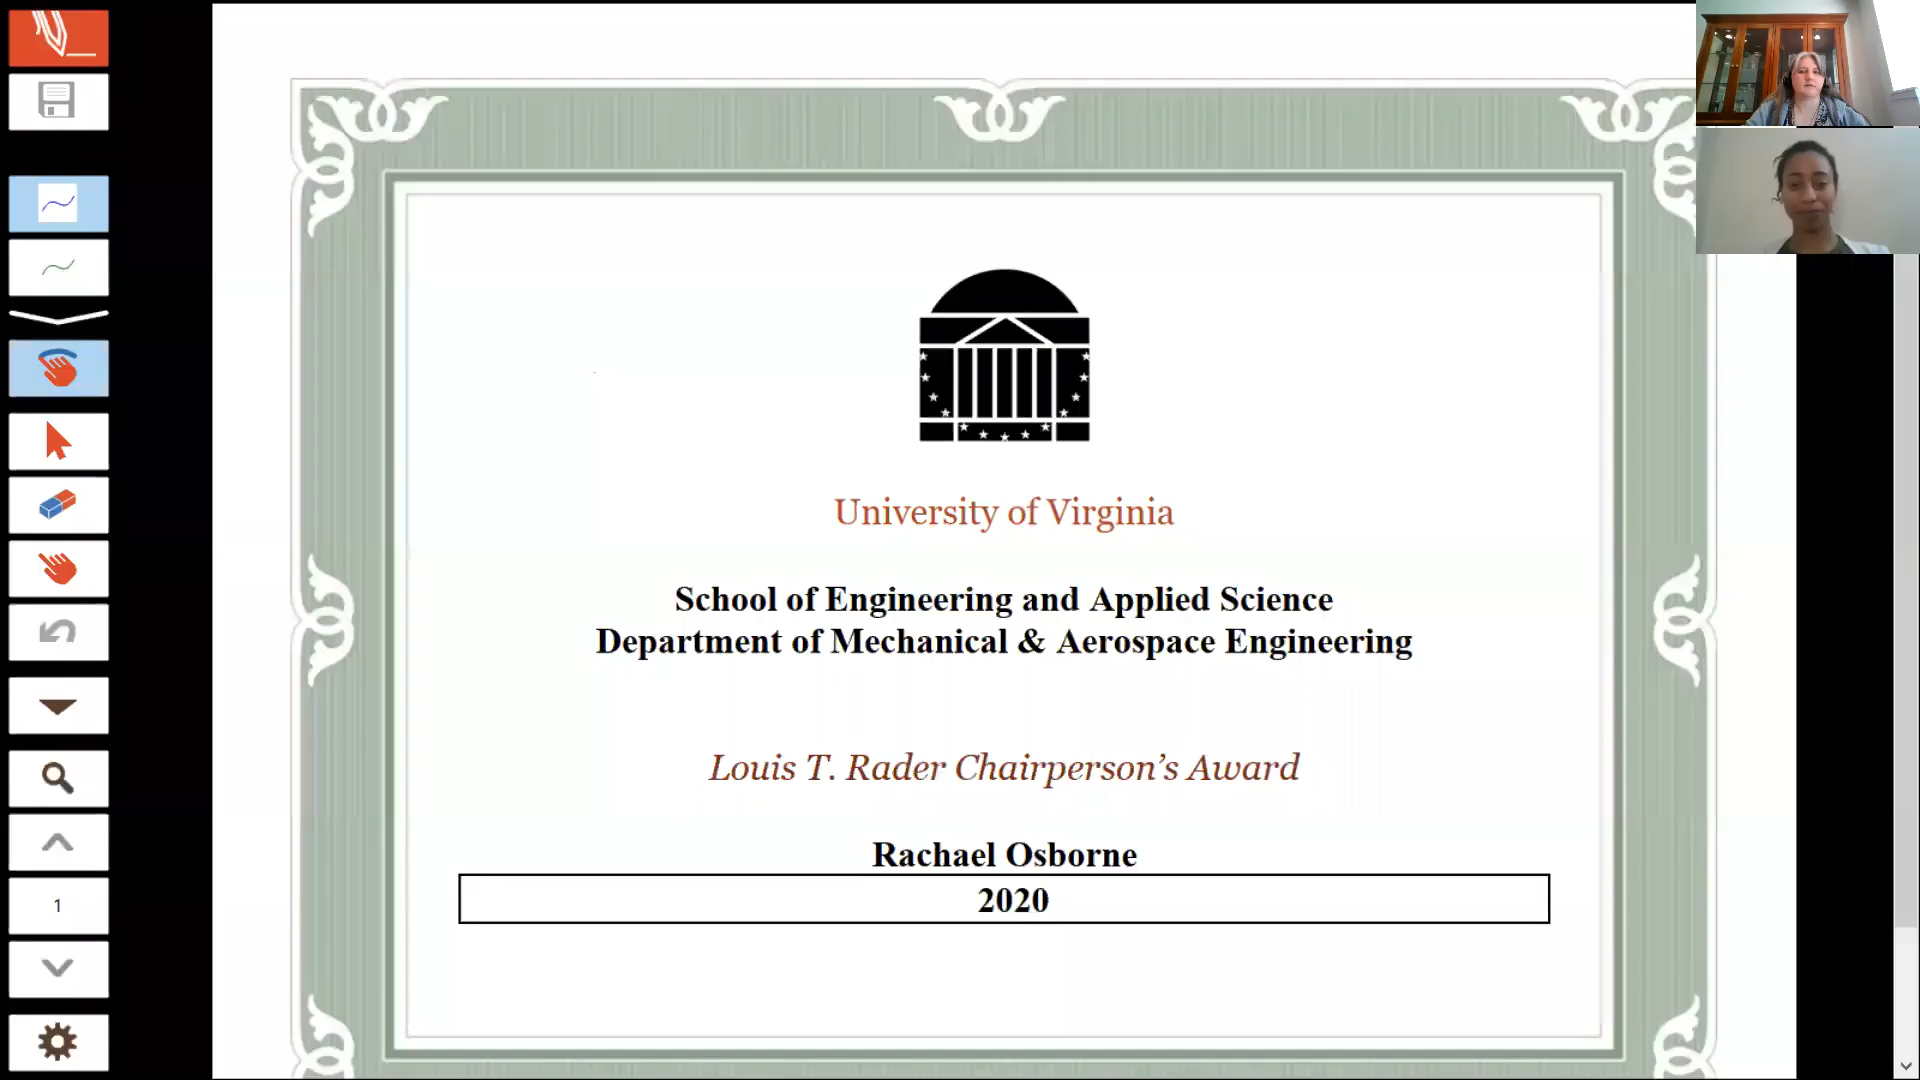 University of Virginia
School of Engineering and Applied Science
Department of Mechanical & Aerospace Engineering
Louis T. Rader Chairperson’s Award
Rachael Osborne
2020
1